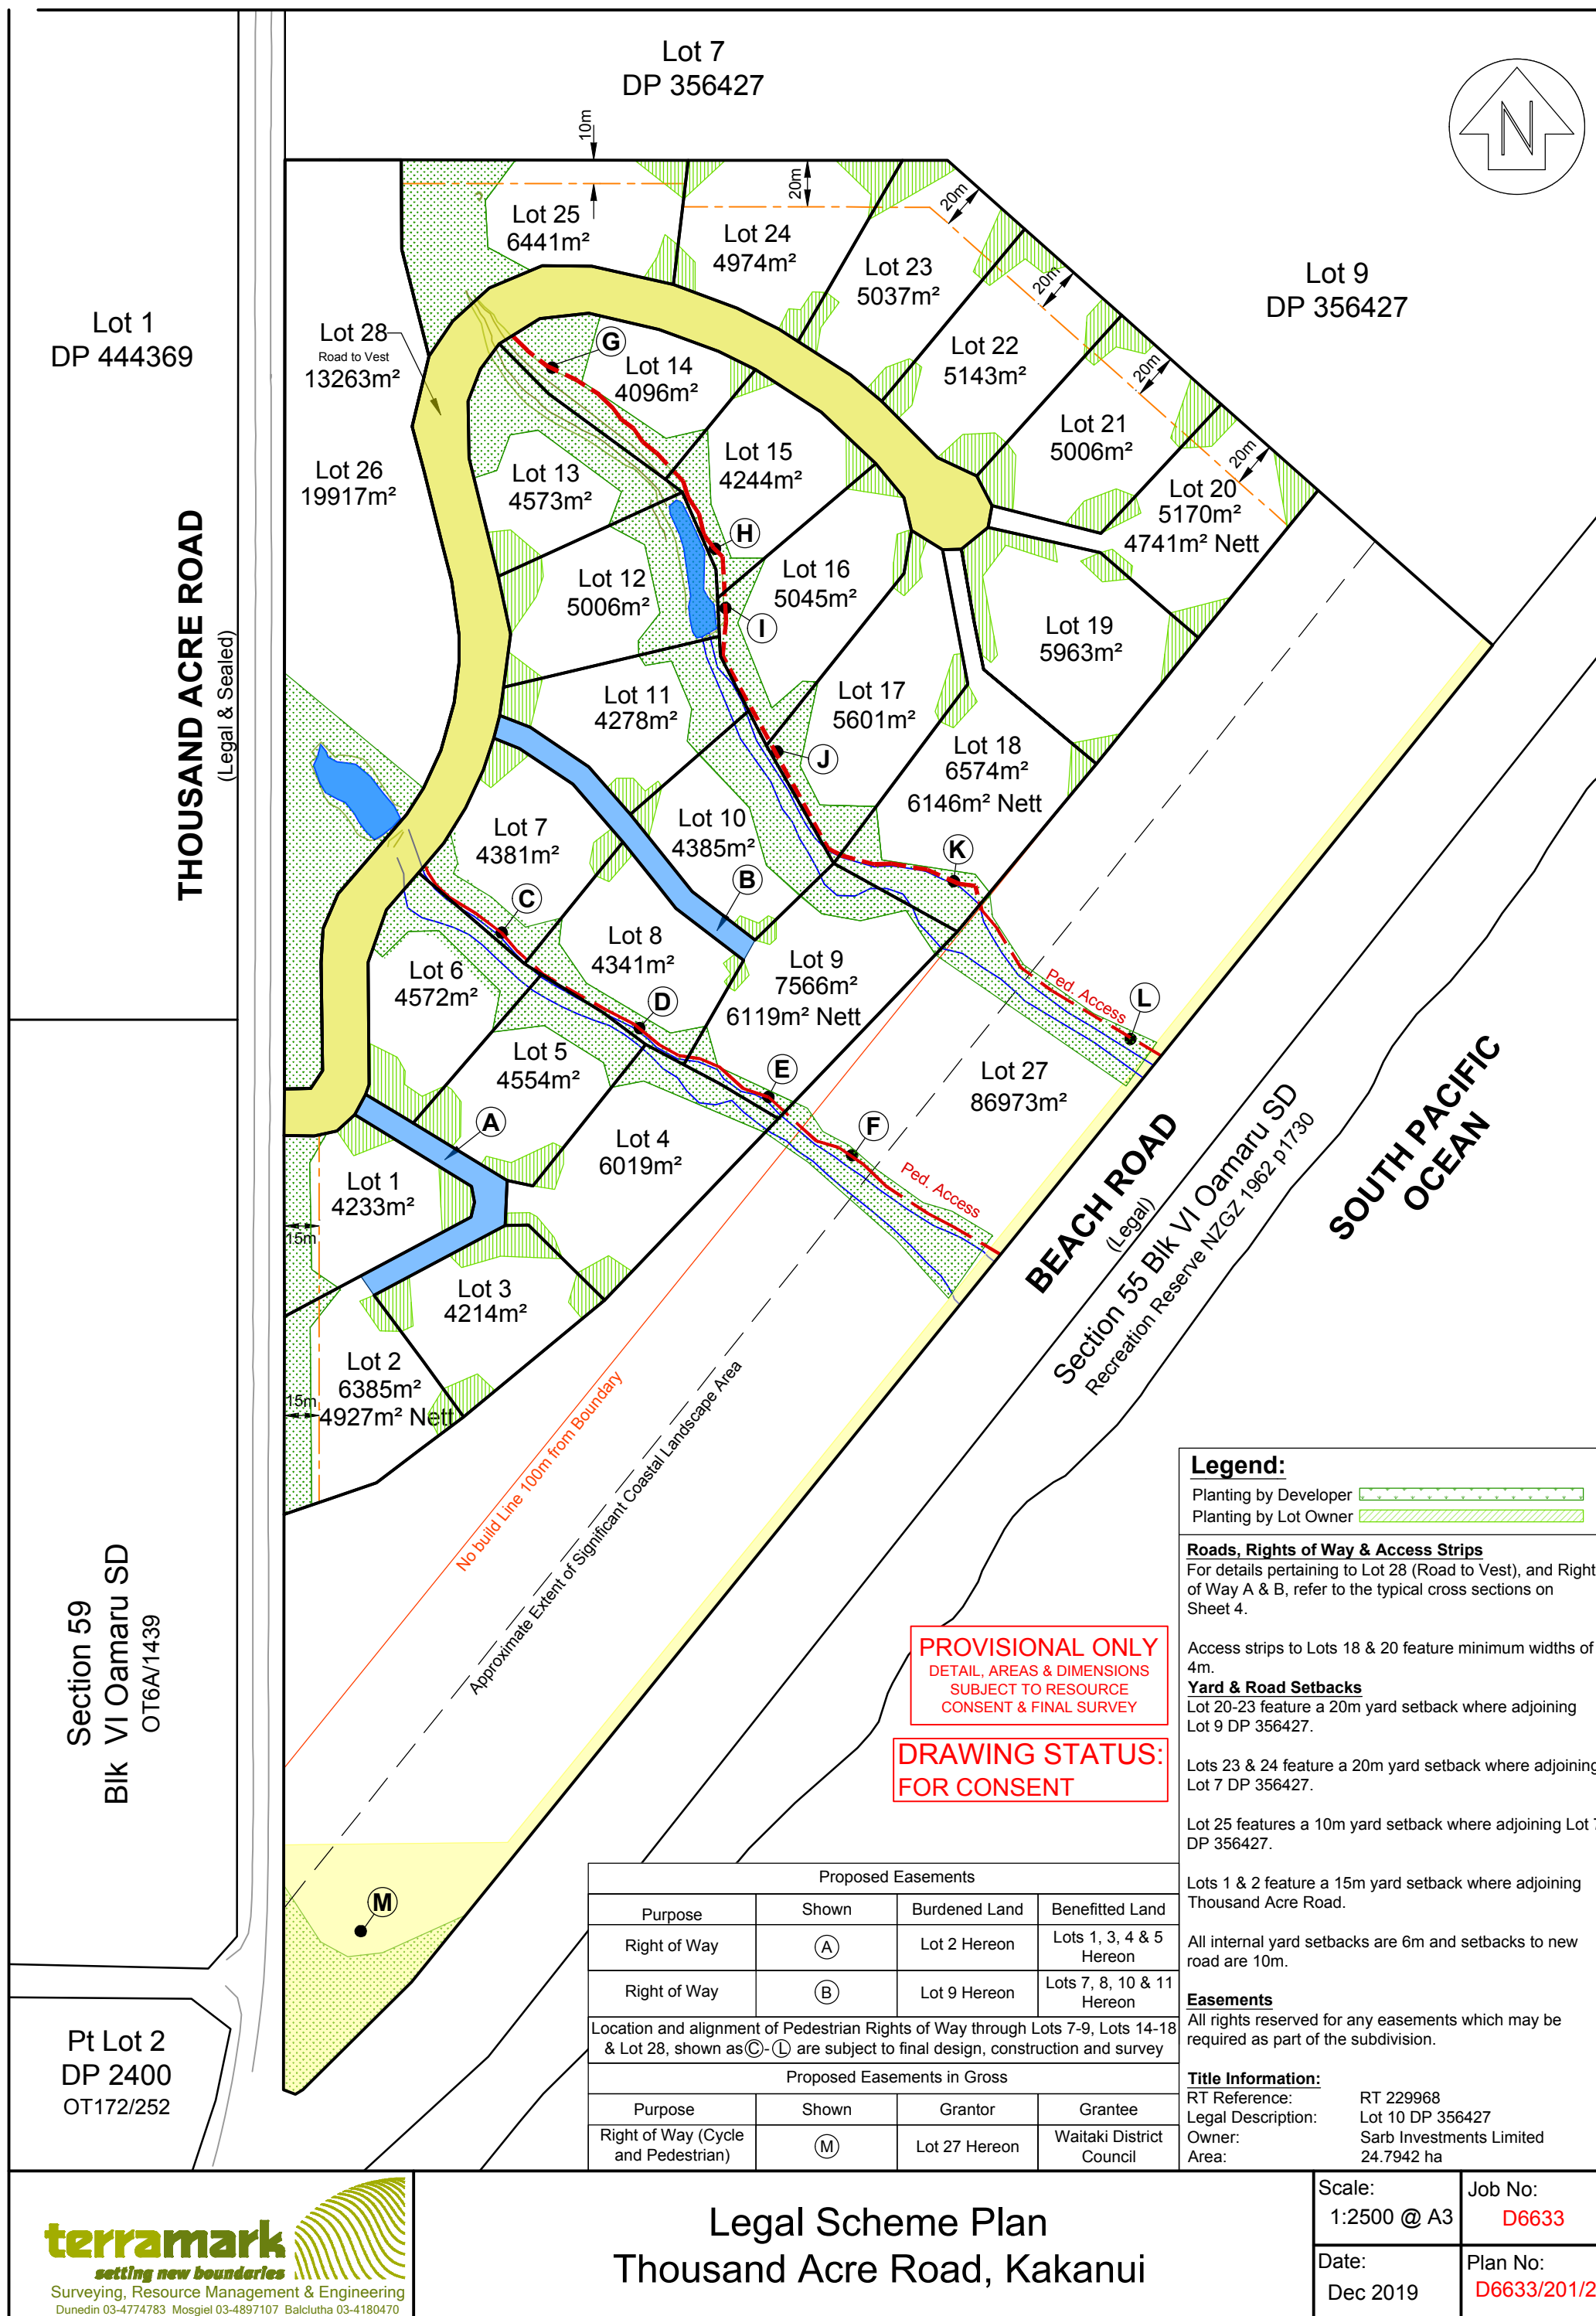 Lot 7
DP 356427
10m
20m
20m
20m
20m
20m
Lot 9
DP 356427
N
Lot 1
DP 444369
THOUSAND ACRE ROAD
(Legal & Sealed)
Lot 25
6441m²
Lot 24
4974m²
Lot 23
5037m²
Lot 22
5143m²
Lot 21
5006m²
Lot 20
5170m²
4741m² Nett
Lot 28
Road to Vest
13263m²
G
Lot 14
4096m²
Lot 15
4244m²
Lot 26
19917m²
Lot 13
4573m²
H
Lot 12
5006m²
Lot 16
5045m²
I
Lot 19
5963m²
Lot 11
4278m²
Lot 17
5601m²
J
Lot 18
6574m²
6146m² Nett
Lot 7
4381m²
Lot 10
4385m²
B
K
C
Lot 8
4341m²
Lot 9
7566m²
6119m² Nett
Lot 6
4572m²
D
Ped. Access
L
Lot 5
4554m²
E
Lot 27
86973m²
A
Lot 4
6019m²
F
Ped. Access
Lot 1
4233m²
15m
Lot 3
4214m²
Lot 2
6385m²
4927m² Nett
15m
BEACH ROAD
(Legal)
Section 55 Blk VI Oamaru SD
Recreation Reserve NZGZ 1962 p1730
SOUTH PACIFIC
OCEAN
No build Line 100m from Boundary
Approximate Extent of Significant Coastal Landscape Area
Section 59
Blk VI Oamaru SD
OT6A/1439
M
Pt Lot 2
DP 2400
OT172/252
PROVISIONAL ONLY
DETAIL, AREAS & DIMENSIONS
SUBJECT TO RESOURCE
CONSENT & FINAL SURVEY
DRAWING STATUS:
FOR CONSENT
Legend:
Planting by Developer
Planting by Lot Owner
Roads, Rights of Way & Access Strips
For details pertaining to Lot 28 (Road to Vest), and Right
of Way A & B, refer to the typical cross sections on
Sheet 4.
Access strips to Lots 18 & 20 feature minimum widths of
4m.
Yard & Road Setbacks
Lot 20-23 feature a 20m yard setback where adjoining
Lot 9 DP 356427.
Lots 23 & 24 feature a 20m yard setback where adjoining
Lot 7 DP 356427.
Lot 25 features a 10m yard setback where adjoining Lot 7
DP 356427.
Lots 1 & 2 feature a 15m yard setback where adjoining
Thousand Acre Road.
All internal yard setbacks are 6m and setbacks to new
road are 10m.
Easements
All rights reserved for any easements which may be
required as part of the subdivision.
Title Information:
RT Reference: RT 229968
Legal Description: Lot 10 DP 356427
Owner: Sarb Investments Limited
Area: 24.7942 ha
Proposed Easements
Purpose Shown Burdened Land Benefitted Land
Right of Way A Lot 2 Hereon Lots 1, 3, 4 & 5
Hereon
Right of Way B Lot 9 Hereon Lots 7, 8, 10 & 11
Hereon
Location and alignment of Pedestrian Rights of Way through Lots 7-9, Lots 14-18
& Lot 28, shown as C - L are subject to final design, construction and survey
Proposed Easements in Gross
Purpose Shown Grantor Grantee
Right of Way (Cycle
and Pedestrian) M Lot 27 Hereon Waitaki District
Council
terramark
setting new boundaries
Surveying, Resource Management & Engineering
Dunedin 03-4774783 Mosgiel 03-4897107 Balclutha 03-4180470
Legal Scheme Plan
Thousand Acre Road, Kakanui
Scale:
1:2500 @ A3
Job No:
D6633
Date:
Dec 2019
Plan No:
D6633/201/2